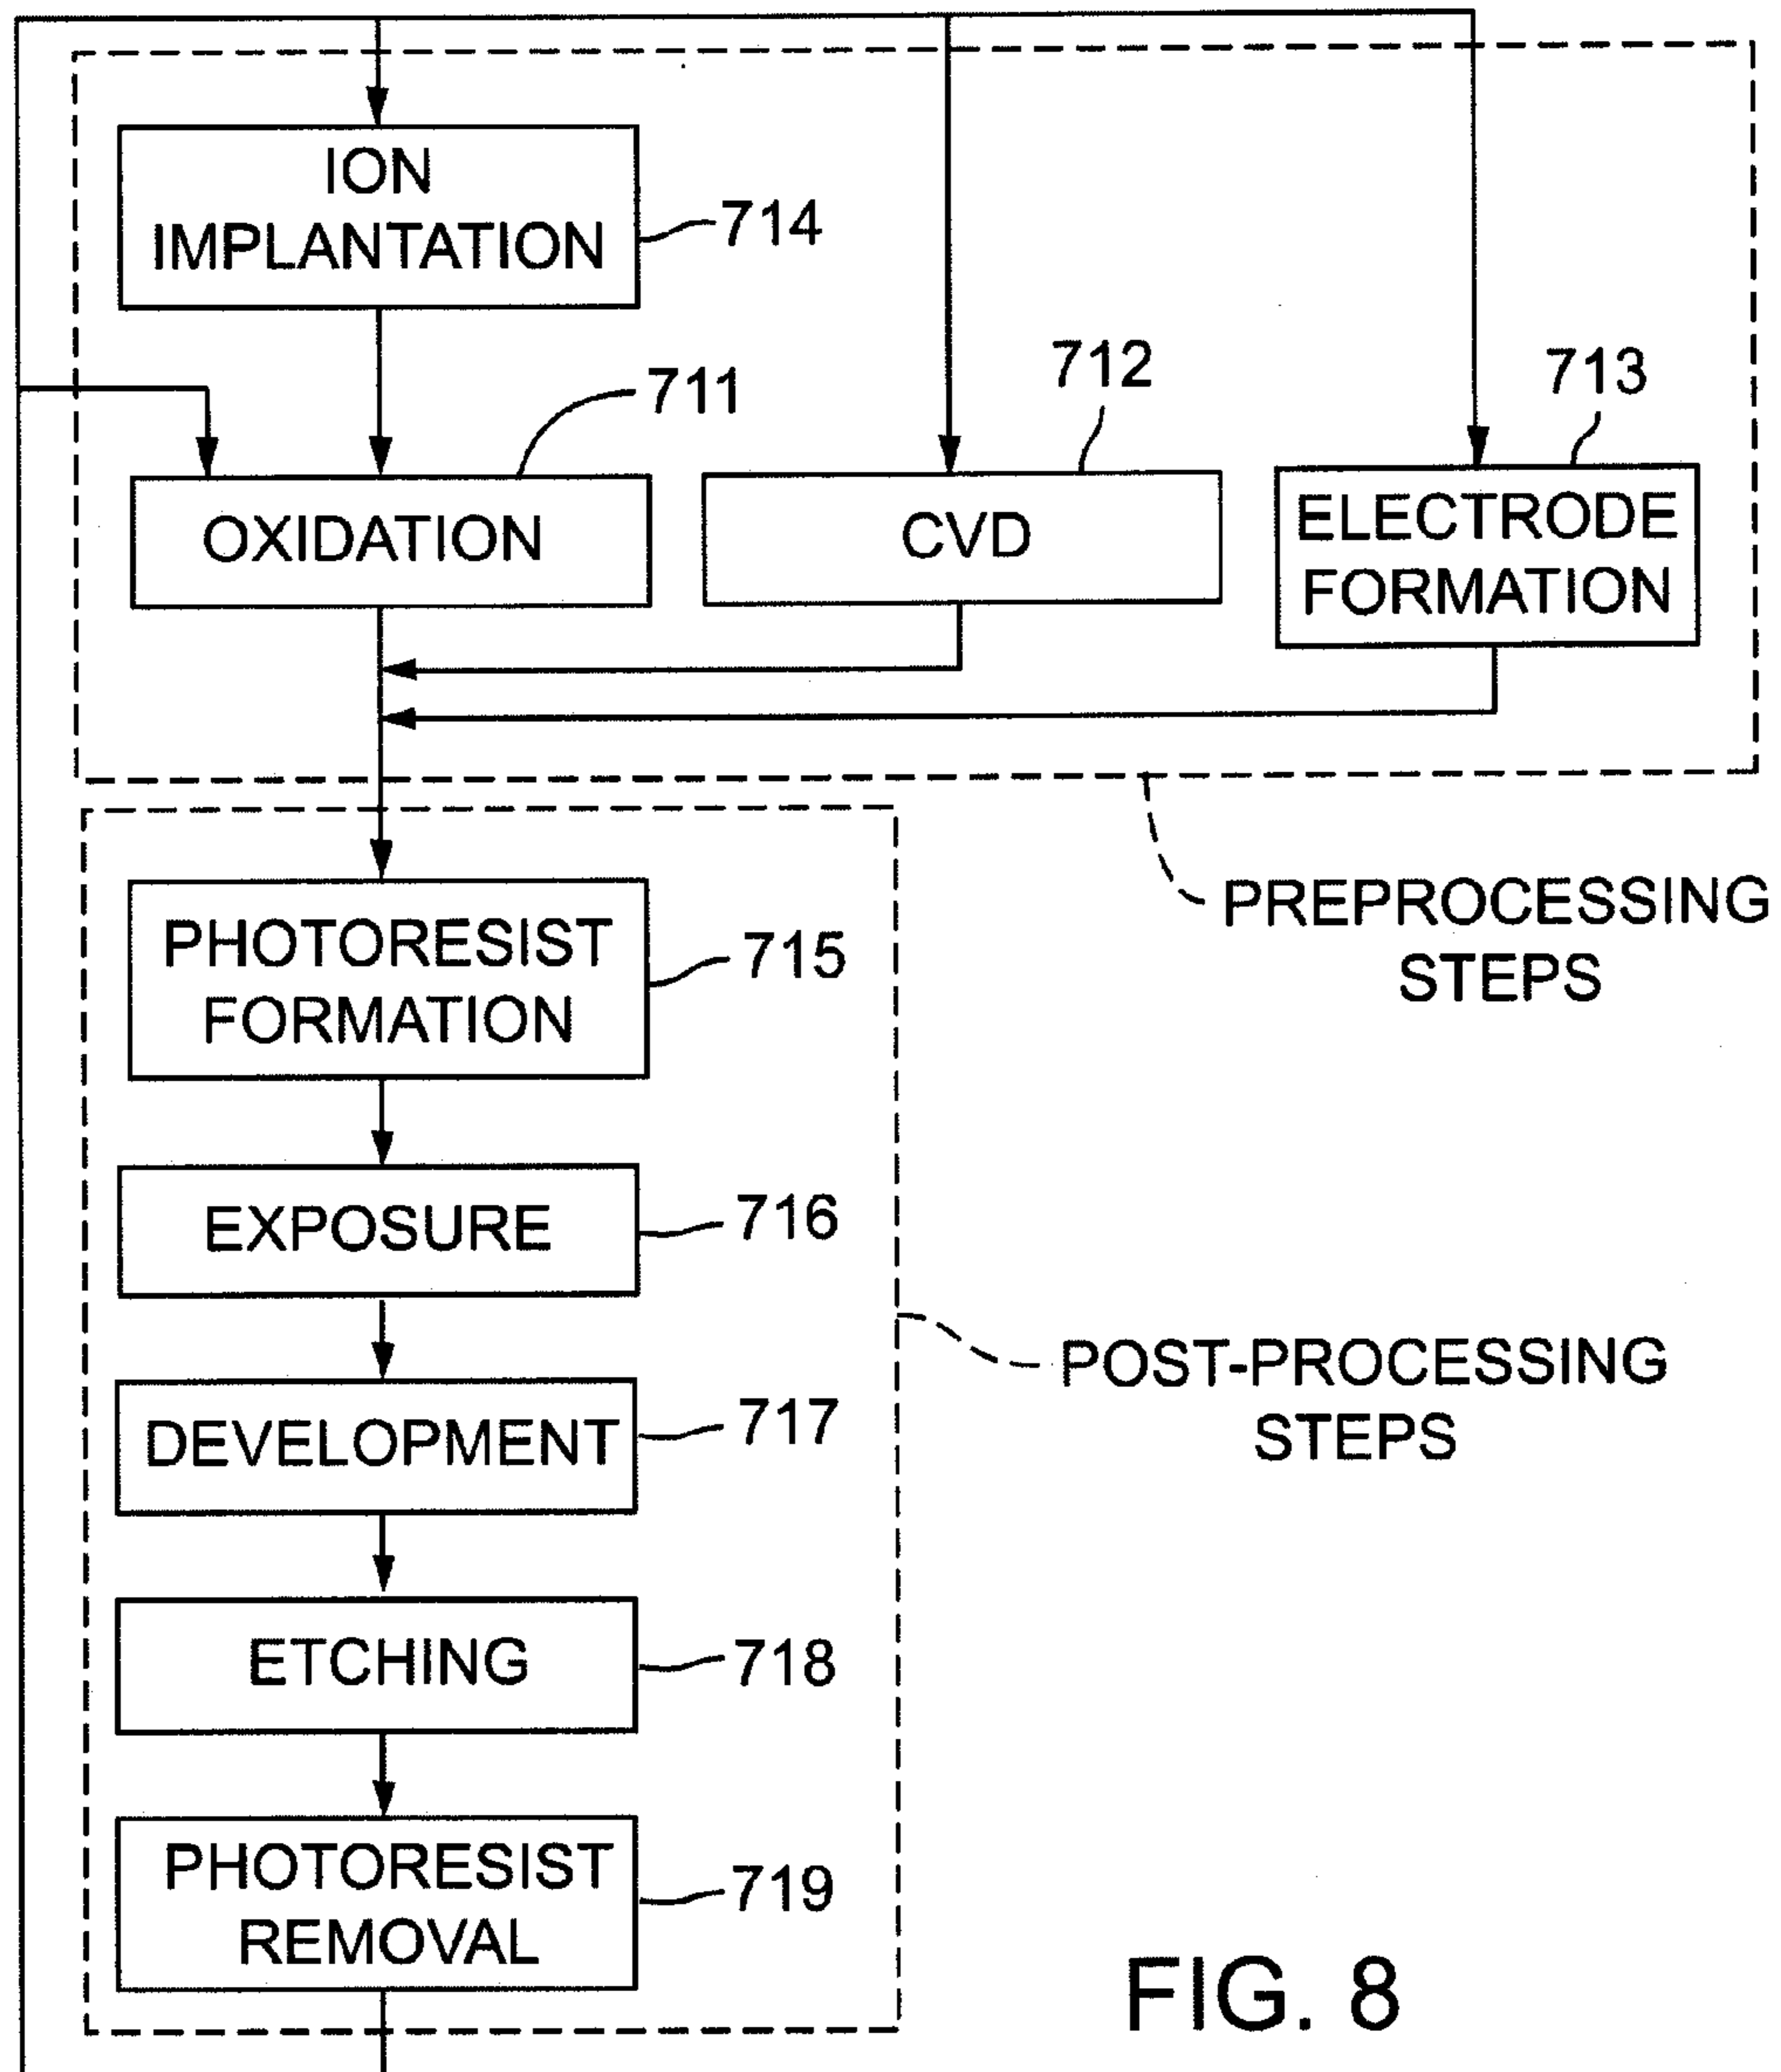 ION
IMPLANTATION
714
711
712
713
OXIDATION
CVD
ELECTRODE
FORMATION
PREPROCESSING
STEPS
PHOTORESIST
FORMATION
715
EXPOSURE
716
POST-PROCESSING
STEPS
DEVELOPMENT
717
ETCHING
718
PHOTORESIST
REMOVAL
719
FIG. 8